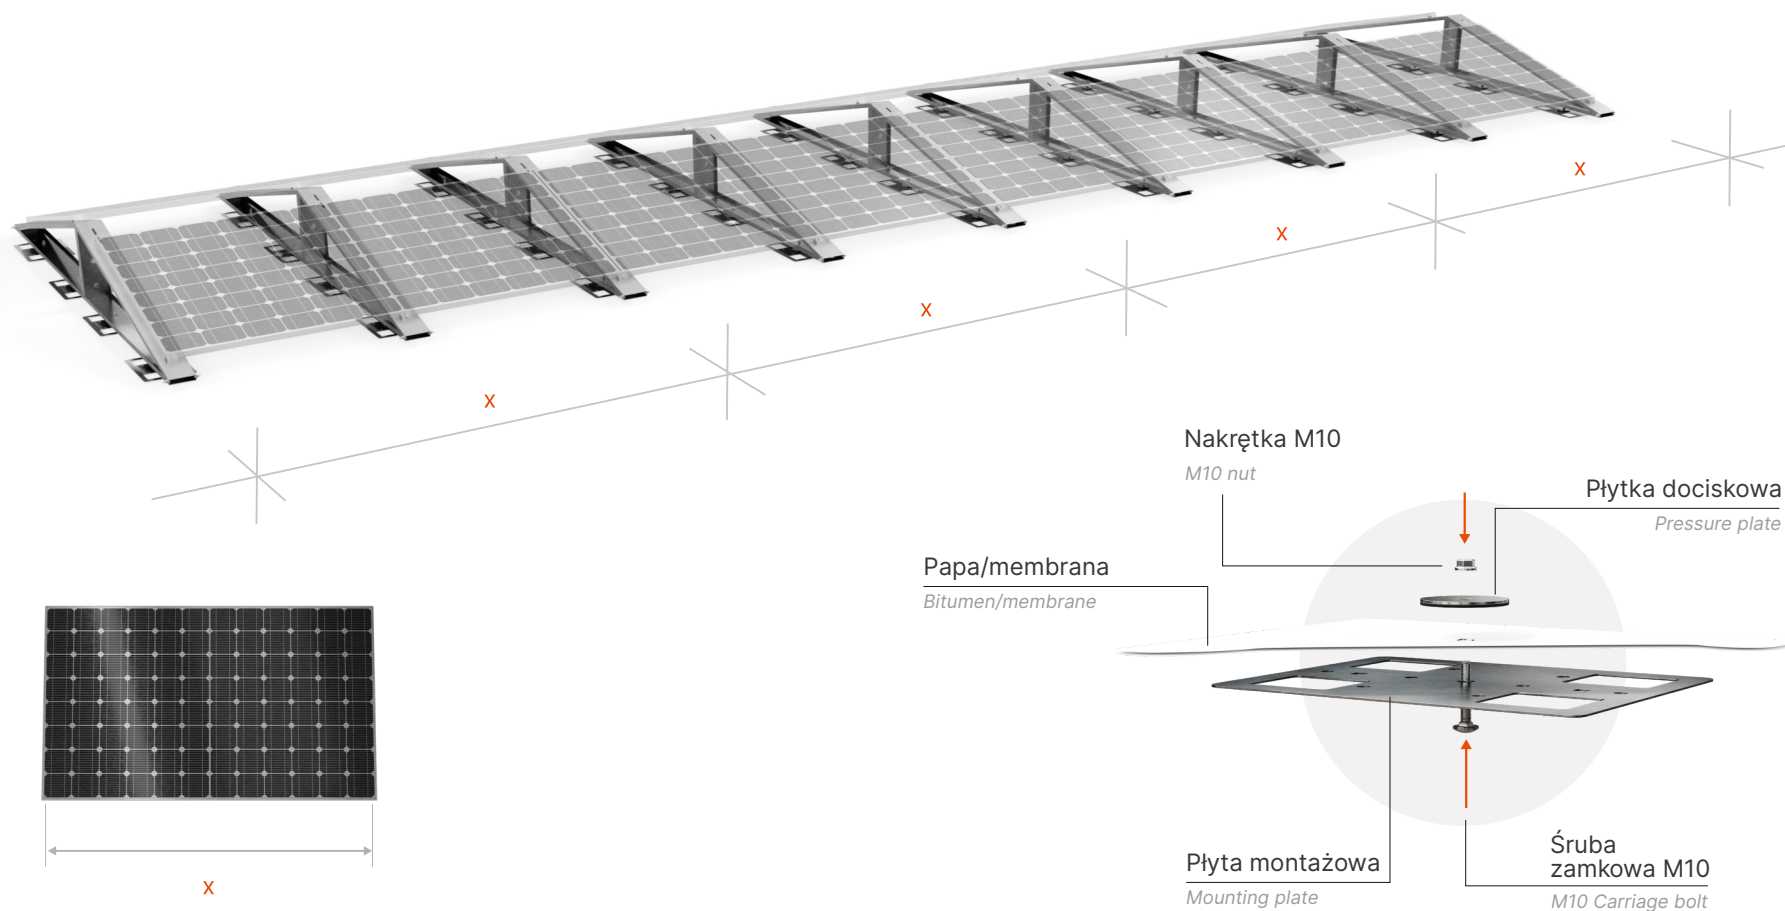 x
x
x
x
Nakrętka M10
M10 nut
Płytka dociskowa
Pressure plate
Papa/membrana
Bitumen/membrane
Płyta montażowa
Mounting plate
Śruba
zamkowa M10
M10 Carriage bolt
x